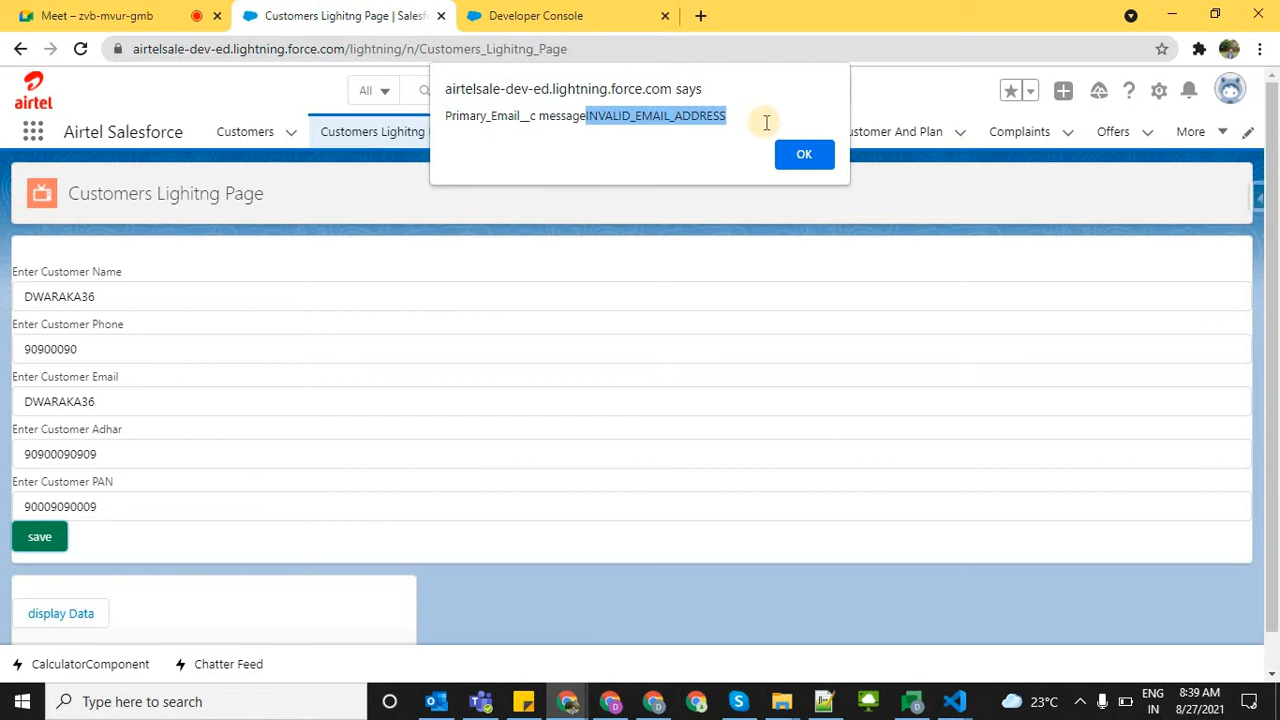 Meet – zvb-mvur-gmb
Customers Lighitng Page | Salesf
Developer Console
airtelsale-dev-ed.lightning.force.com/lightning/n/Customers_Lighitng_Page
airtel
All
airtelsale-dev-ed.lightning.force.com says
Primary_Email__c messageINVALID_EMAIL_ADDRESS
OK
Airtel Salesforce
Customers
Customers Lighitng
ustomer And Plan
Complaints
Offers
More
Customers Lighitng Page
Enter Customer Name
DWARAKA36
Enter Customer Phone
90900090
Enter Customer Email
DWARAKA36
Enter Customer Adhar
90900090909
Enter Customer PAN
90009090009
save
display Data
CalculatorComponent
Chatter Feed
Type here to search
23°C
ENG
IN
8:39 AM
8/27/2021